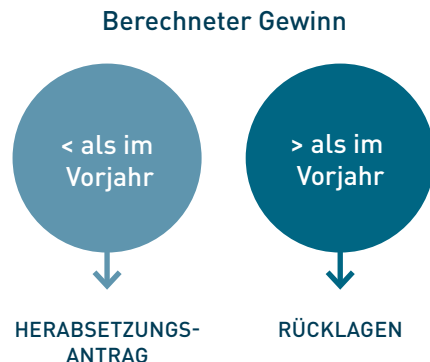 Berechneter Gewinn
< als im
Vorjahr
> als im
Vorjahr
HERABSETZUNGS-
ANTRAG
RÜCKLAGEN